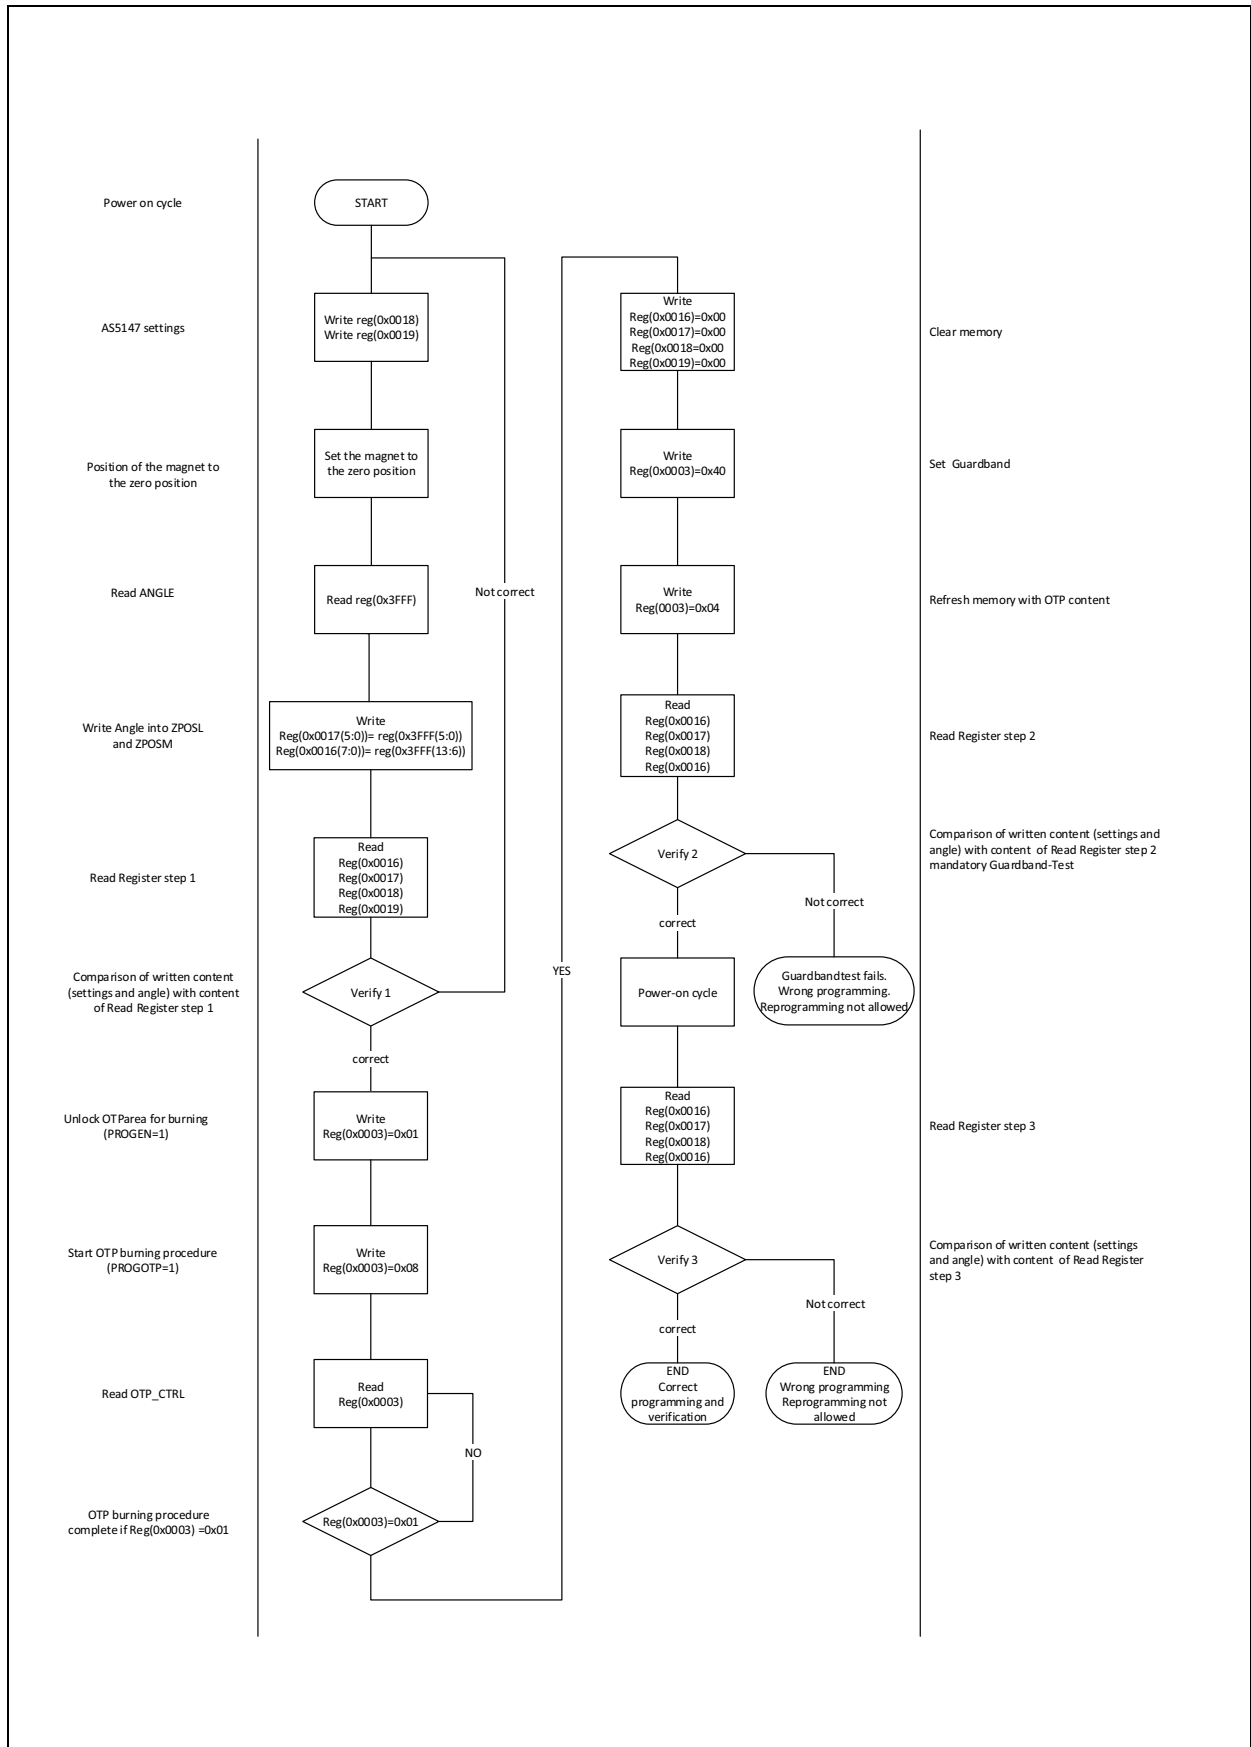 Power on cycle
START
AS5147 settings
Write reg(0x0018)
Write reg(0x0019)
Position of the magnet to
the zero position
Set the magnet to
the zero position
Read ANGLE
Read reg(0x3FFF)
Not correct
Write Angle into ZPOSL
and ZPOSM
Write
Reg(0x0017(5:0))= reg(0x3FFF(5:0))
Reg(0x0016(7:0))= reg(0x3FFF(13:6))
Read Register step 1
Read
Reg(0x0016)
Reg(0x0017)
Reg(0x0018)
Reg(0x0019)
Comparison of written content
(settings and angle) with content
of Read Register step 1
Verify 1
correct
Unlock OTParea for burning
(PROGEN=1)
Write
Reg(0x0003)=0x01
Start OTP burning procedure
(PROGOTP=1)
Write
Reg(0x0003)=0x08
Read OTP_CTRL
Read
Reg(0x0003)
NO
OTP burning procedure
complete if Reg(0x0003) =0x01
Reg(0x0003)=0x01
YES
Write
Reg(0x0016)=0x00
Reg(0x0017)=0x00
Reg(0x0018=0x00
Reg(0x0019)=0x00
Clear memory
Write
Reg(0x0003)=0x40
Set Guardband
Write
Reg(0003)=0x04
Refresh memory with OTP content
Read
Reg(0x0016)
Reg(0x0017)
Reg(0x0018)
Reg(0x0016)
Read Register step 2
Verify 2
Comparison of written content (settings and
angle) with content of Read Register step 2
mandatory Guardband-Test
Not correct
correct
Guardbandtest fails.
Wrong programming.
Reprogramming not allowed
Power-on cycle
Read
Reg(0x0016)
Reg(0x0017)
Reg(0x0018)
Reg(0x0016)
Read Register step 3
Verify 3
Comparison of written content (settings
and angle) with content of Read Register
step 3
Not correct
correct
END
Correct
programming and
verification
END
Wrong programming
Reprogramming not
allowed